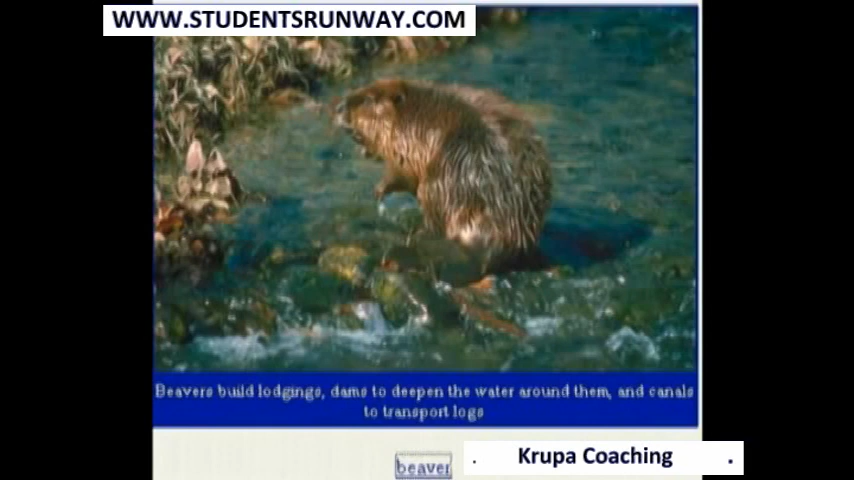 WWW.STUDENTSRUNWAY.COM
Beavers build lodgings, dams to deepen the water around them, and canals
to transport logs
beaver
. Krupa Coaching .